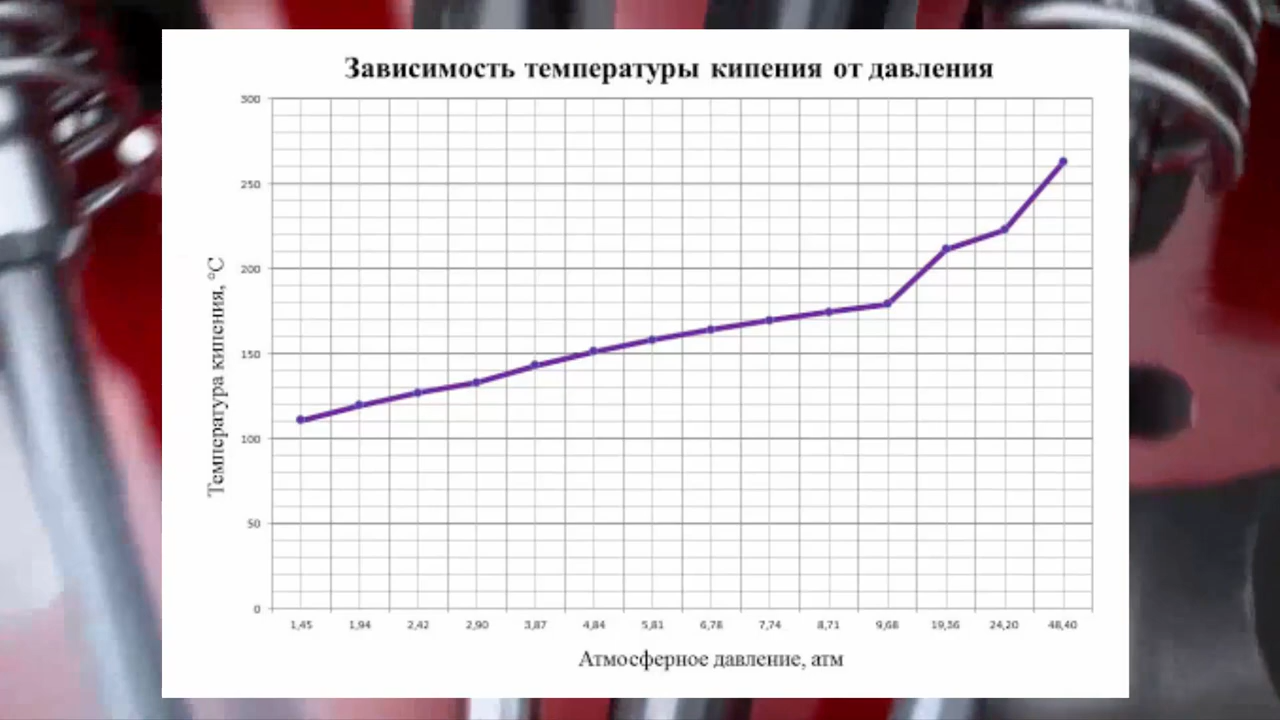 Зависимость температуры кипения от давления
300
250
200
150
100
50
0
Температура кипения, °C
1,45 1,94 2,42 2,90 3,87 4,84 5,81 6,78 7,74 8,71 9,68 19,36 24,20 48,40
Атмосферное давление, атм